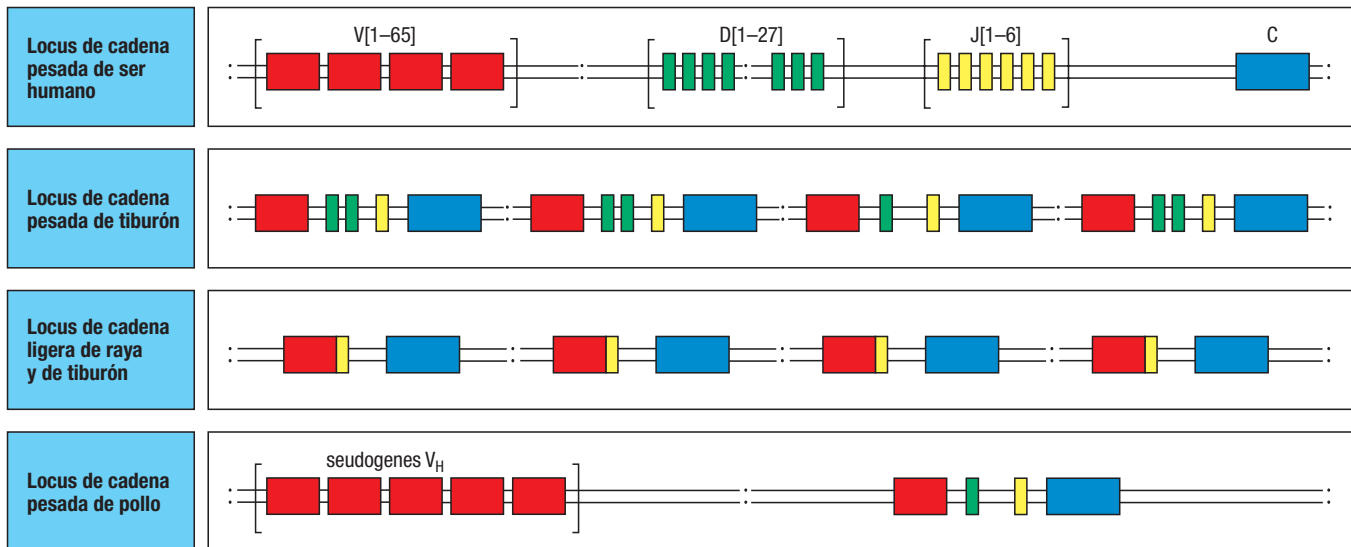 Locus de cadena
pesada de ser
humano
V[1–65]
D[1–27]
J[1–6]
C
Locus de cadena
pesada de tiburón
Locus de cadena
ligera de raya
y de tiburón
Locus de cadena
pesada de pollo
seudogenes VH